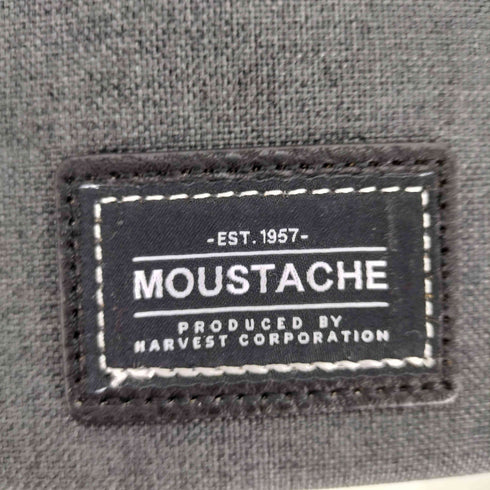 -EST.1957-
MOUSTACHE
PRODUCED BY
HARVEST CORPORATION